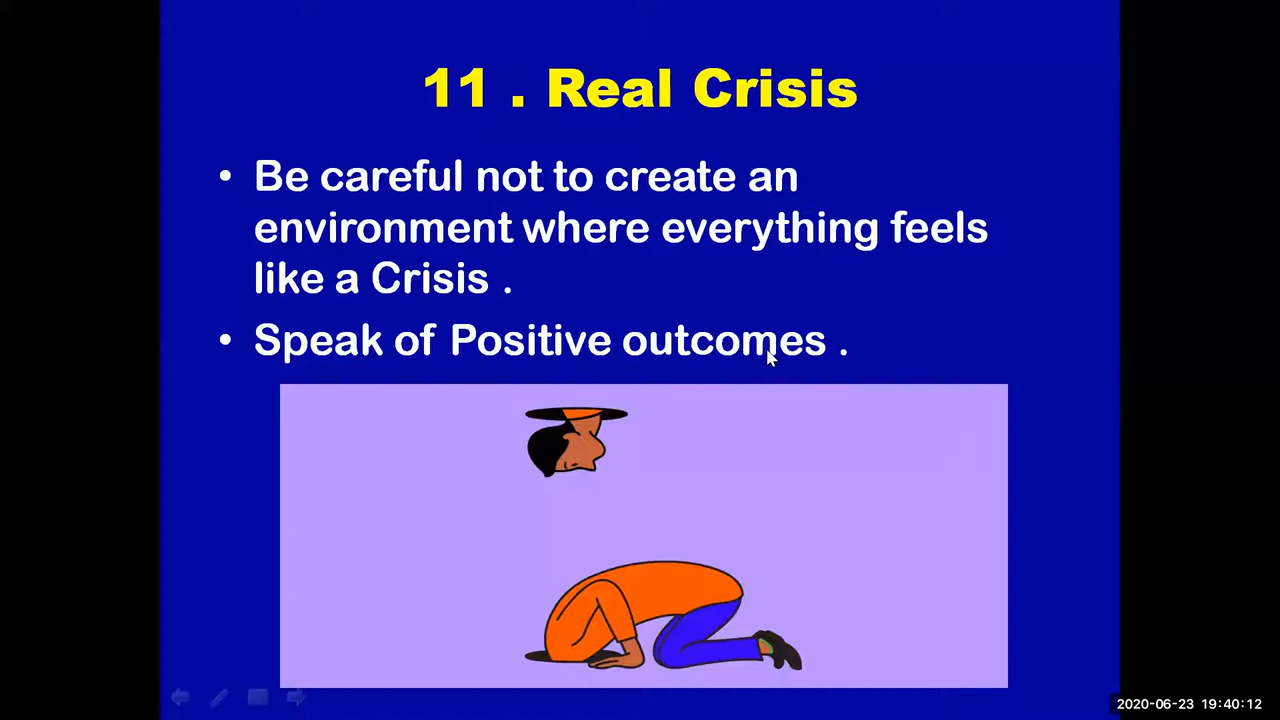 11 . Real Crisis
• Be careful not to create an
environment where everything feels
like a Crisis .
• Speak of Positive outcomes .
2020-06-23 19:40:12